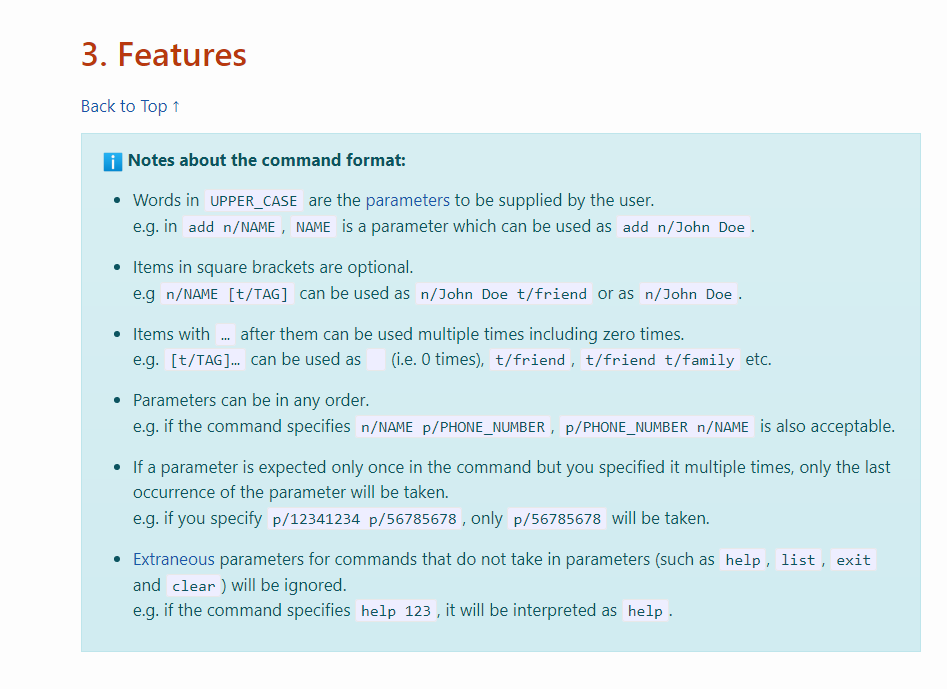 3. Features
Back to Top ↑
ℹ️ Notes about the command format:
• Words in UPPER_CASE are the parameters to be supplied by the user.
e.g. in add n/NAME, NAME is a parameter which can be used as add n/John Doe.
• Items in square brackets are optional.
e.g n/NAME [t/TAG] can be used as n/John Doe t/friend or as n/John Doe.
• Items with … after them can be used multiple times including zero times.
e.g. [t/TAG]… can be used as   (i.e. 0 times), t/friend, t/friend t/family etc.
• Parameters can be in any order.
e.g. if the command specifies n/NAME p/PHONE_NUMBER, p/PHONE_NUMBER n/NAME is also acceptable.
• If a parameter is expected only once in the command but you specified it multiple times, only the last
occurrence of the parameter will be taken.
e.g. if you specify p/12341234 p/56785678, only p/56785678 will be taken.
• Extraneous parameters for commands that do not take in parameters (such as help, list, exit
and clear) will be ignored.
e.g. if the command specifies help 123, it will be interpreted as help.